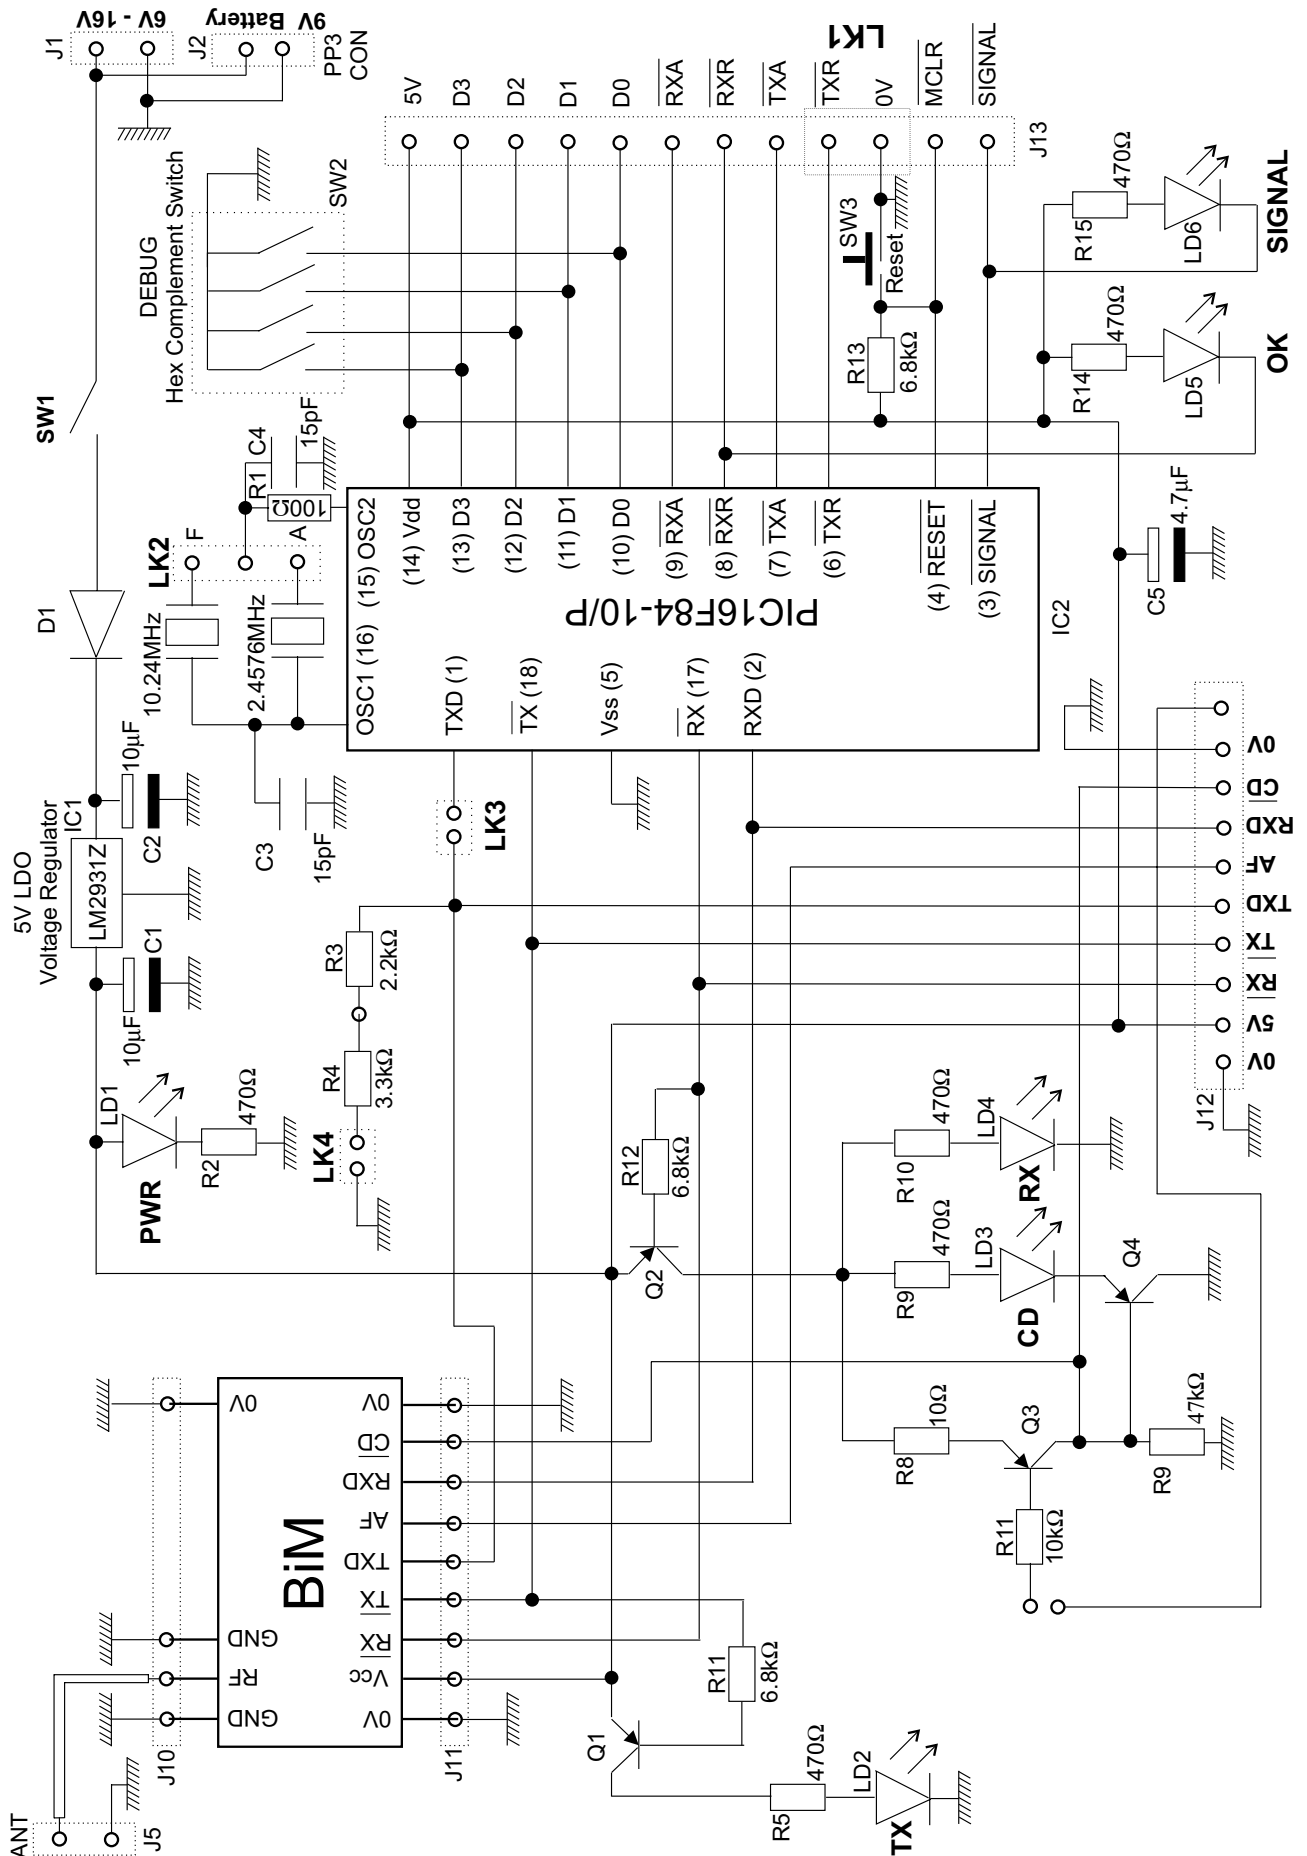 J1
6V - 16V
J2
9V Battery
PP3
CON
SW1
D1
5V LDO
Voltage Regulator
LM2931Z
IC1
10µF
C2
10µF
C1
LD1
PWR
R2
470Ω
DEBUG
Hex Complement Switch
SW2
LK2
F
A
10.24MHz
2.4576MHz
R1
100Ω
C4
15pF
C3
15pF
OSC1 (16)
(15) OSC2
(14) Vdd
(13) D3
(12) D2
(11) D1
(10) D0
(9) RXA
(8) RXR
(7) TXA
(6) TXR
(4) RESET
(3) SIGNAL
TXD (1)
TX (18)
Vss (5)
RX (17)
RXD (2)
PIC16F84-10/P
IC2
5V
D3
D2
D1
D0
RXA
RXR
TXA
TXR
0V
MCLR
SIGNAL
LK1
J13
SW3
Reset
R13
6.8kΩ
R15
470Ω
LD6
SIGNAL
R14
470Ω
LD5
OK
C5
4.7µF
LK3
R3
2.2kΩ
R4
3.3kΩ
LK4
R12
6.8kΩ
Q2
R10
470Ω
LD4
RX
R9
470Ω
LD3
CD
Q4
R8
10Ω
Q3
R9
47kΩ
R11
10kΩ
J12
0V
5V
RX
TX
TXD
AF
RXD
CD
0V
ANT
J5
J10
GND
RF
GND
0V
BiM
0V
Vcc
RX
TX
TXD
AF
RXD
CD
0V
J11
Q1
R11
6.8kΩ
R5
470Ω
LD2
TX